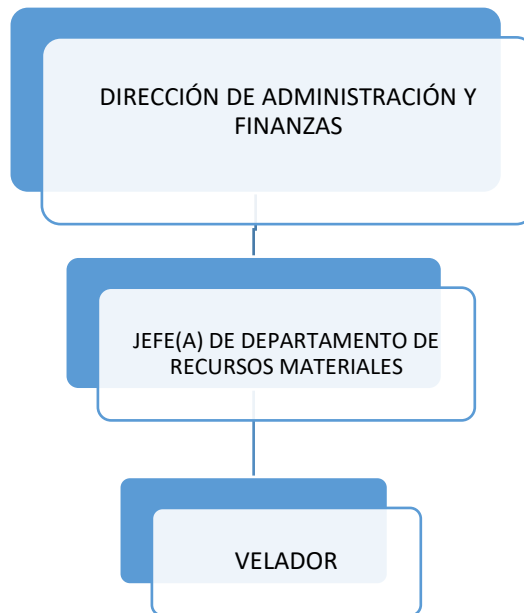 DIRECCIÓN DE ADMINISTRACIÓN Y
FINANZAS
JEFE(A) DE DEPARTAMENTO DE
RECURSOS MATERIALES
VELADOR